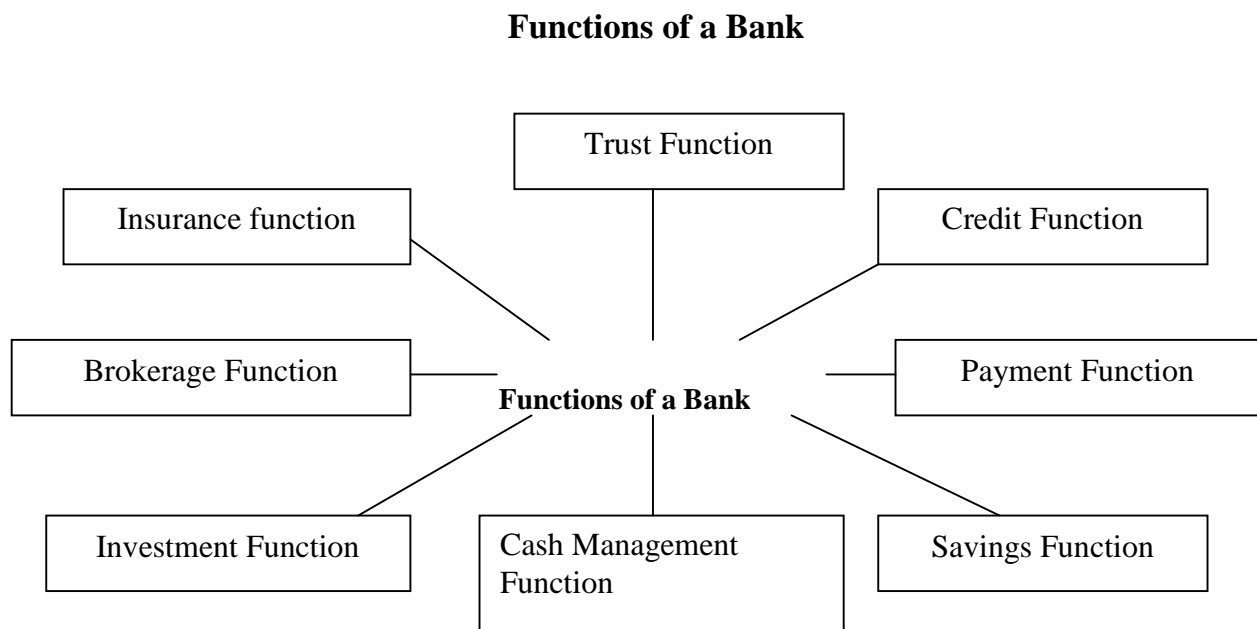 Functions of a Bank
Trust Function
Insurance function
Credit Function
Brokerage Function
Payment Function
Functions of a Bank
Investment Function
Cash Management
Function
Savings Function